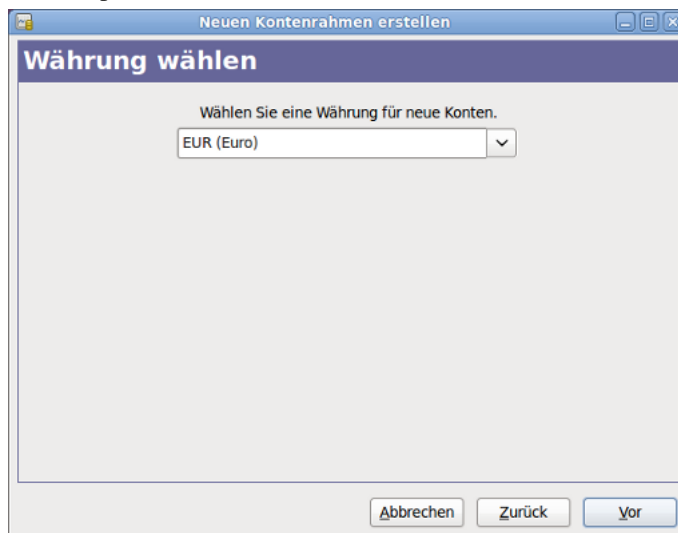 Neuen Kontenrahmen erstellen
Währung wählen
Wählen Sie eine Währung für neue Konten.
EUR (Euro)
Abbrechen Zurück Vor